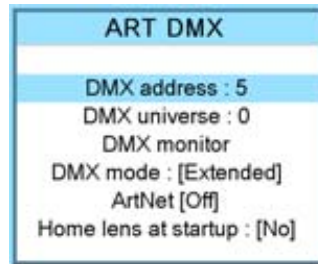 ART DMX
DMX address : 5
DMX universe : 0
DMX monitor
DMX mode : [Extended]
ArtNet [Off]
Home lens at startup : [No]